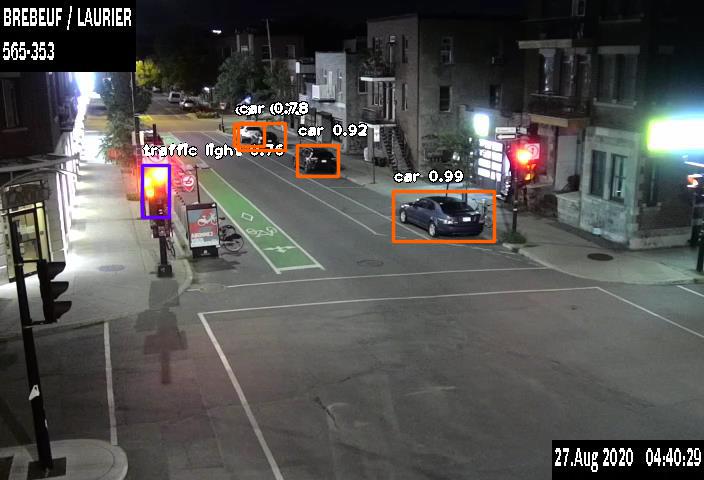 BREBEUF / LAURIER
565-353
car 0.78
car 0.92
traffic light 0.76
car 0.99
27.Aug 2020 04:40:29